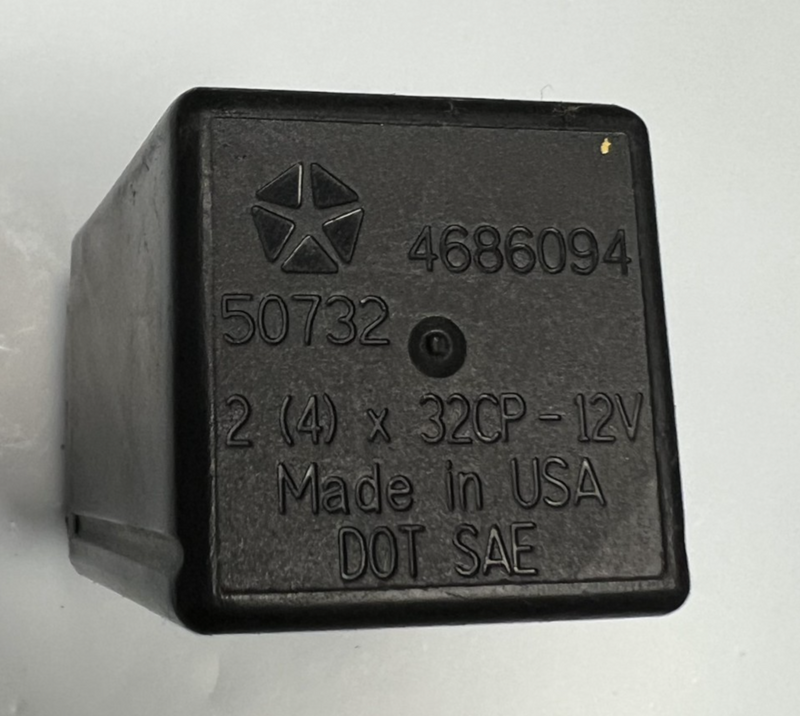 4686094
50732
2 (4) x 32CP - 12V
Made in USA
DOT SAE